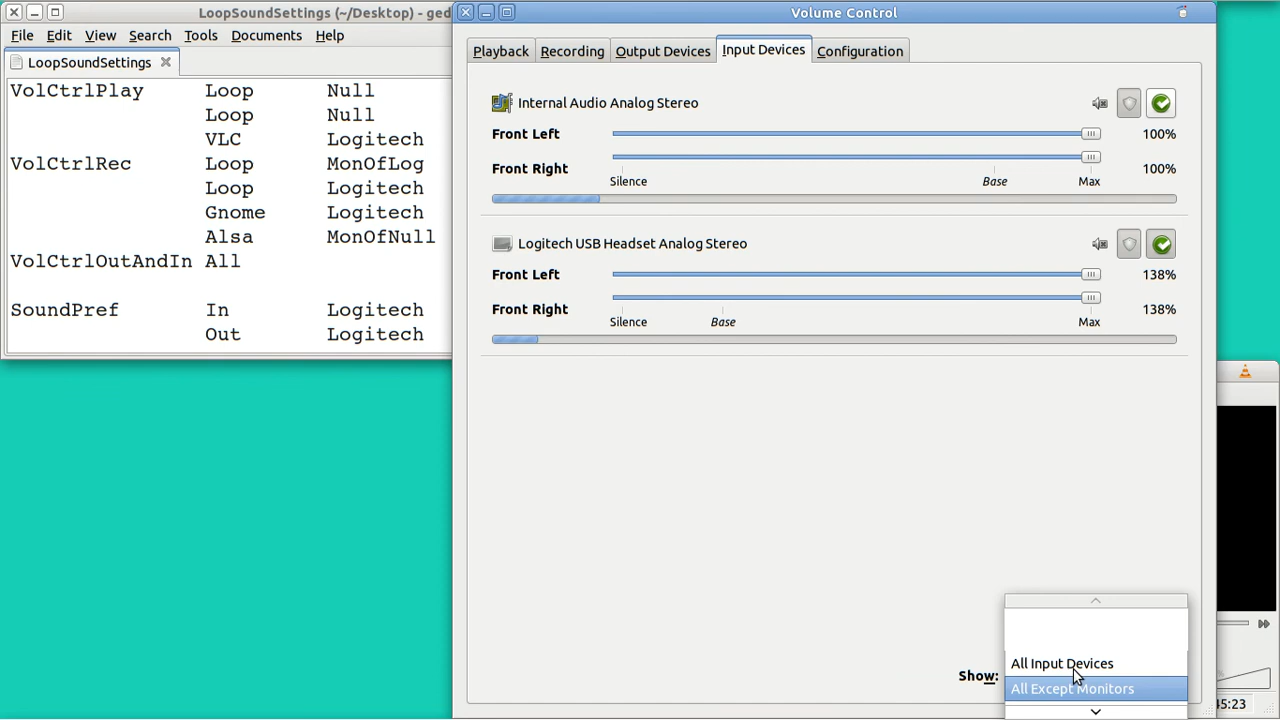 LoopSoundSettings (~/Desktop) - ged
File Edit View Search Tools Documents Help
LoopSoundSettings
VolCtrlPlay Loop Null
Loop Null
VLC Logitech
VolCtrlRec Loop MonOfLog
Loop Logitech
Gnome Logitech
Alsa MonOfNull
VolCtrlOutAndIn All
SoundPref In Logitech
Out Logitech
Volume Control
Playback Recording Output Devices Input Devices Configuration
Internal Audio Analog Stereo
Front Left 100%
Front Right 100%
Silence Base Max
Logitech USB Headset Analog Stereo
Front Left 138%
Front Right 138%
Silence Base Max
All Input Devices
Show:
All Except Monitors
45:23